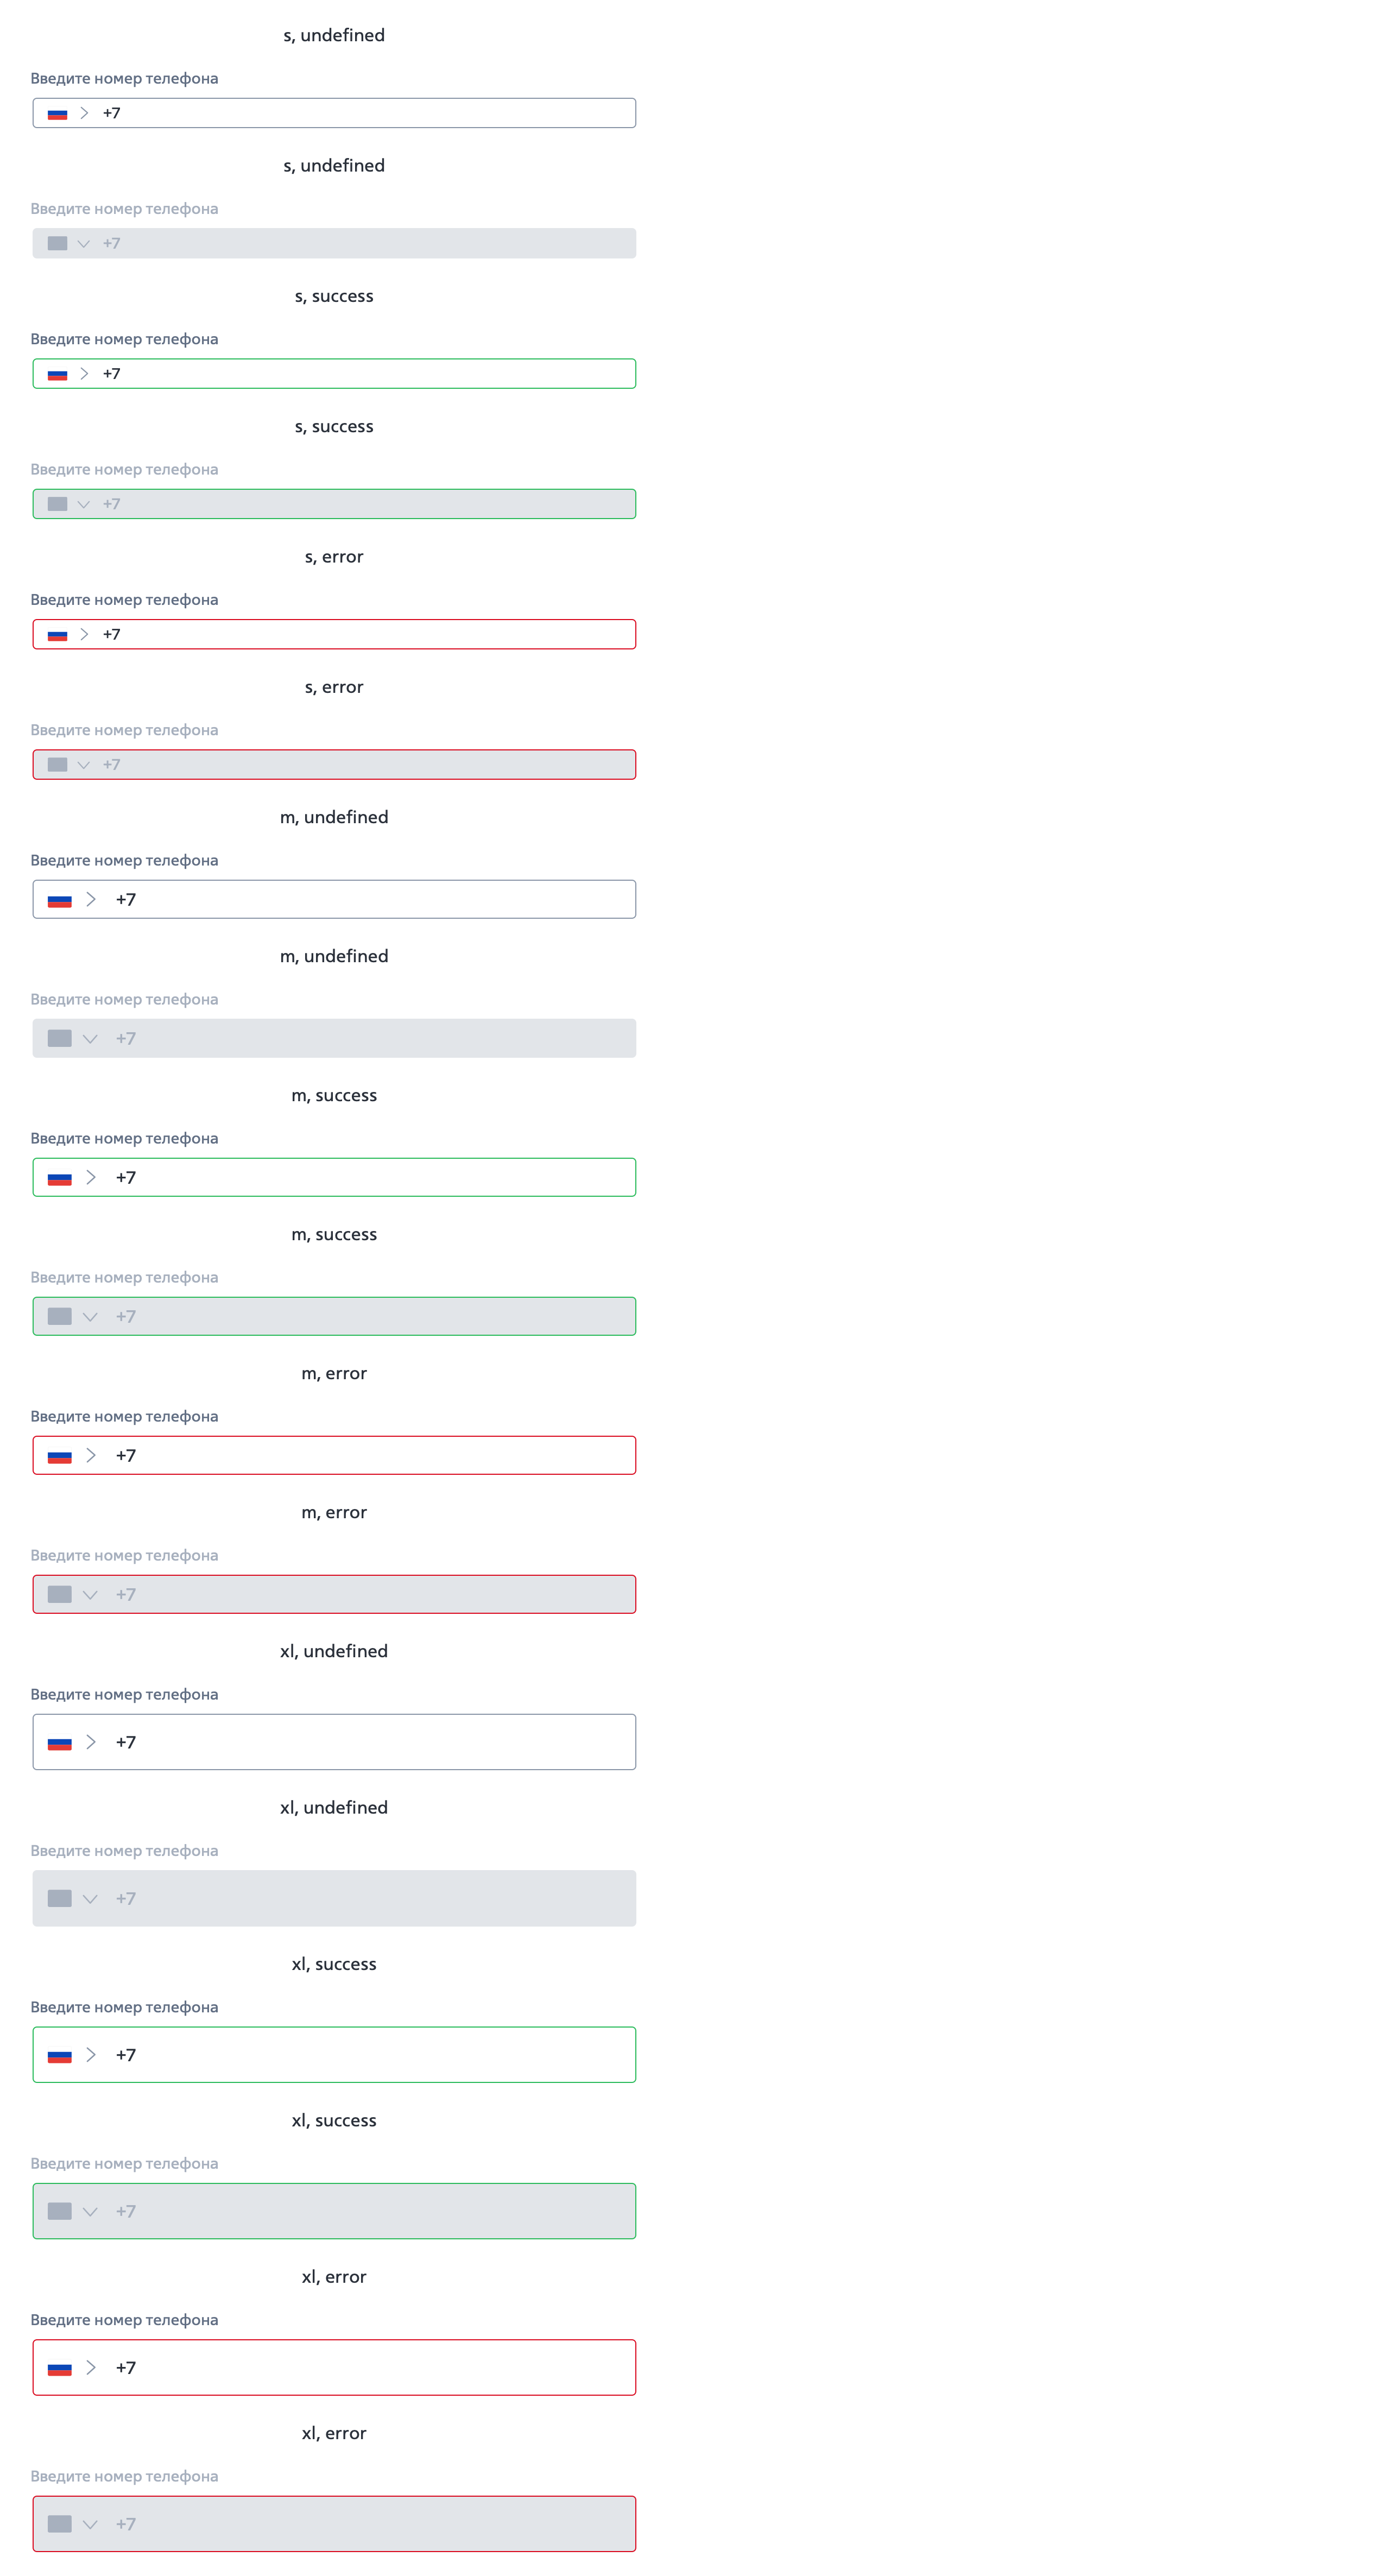 s, undefined
Введите номер телефона
+7
s, undefined
Введите номер телефона
+7
s, success
Введите номер телефона
+7
s, success
Введите номер телефона
+7
s, error
Введите номер телефона
+7
s, error
Введите номер телефона
+7
m, undefined
Введите номер телефона
+7
m, undefined
Введите номер телефона
+7
m, success
Введите номер телефона
+7
m, success
Введите номер телефона
+7
m, error
Введите номер телефона
+7
m, error
Введите номер телефона
+7
xl, undefined
Введите номер телефона
+7
xl, undefined
Введите номер телефона
+7
xl, success
Введите номер телефона
+7
xl, success
Введите номер телефона
+7
xl, error
Введите номер телефона
+7
xl, error
Введите номер телефона
+7